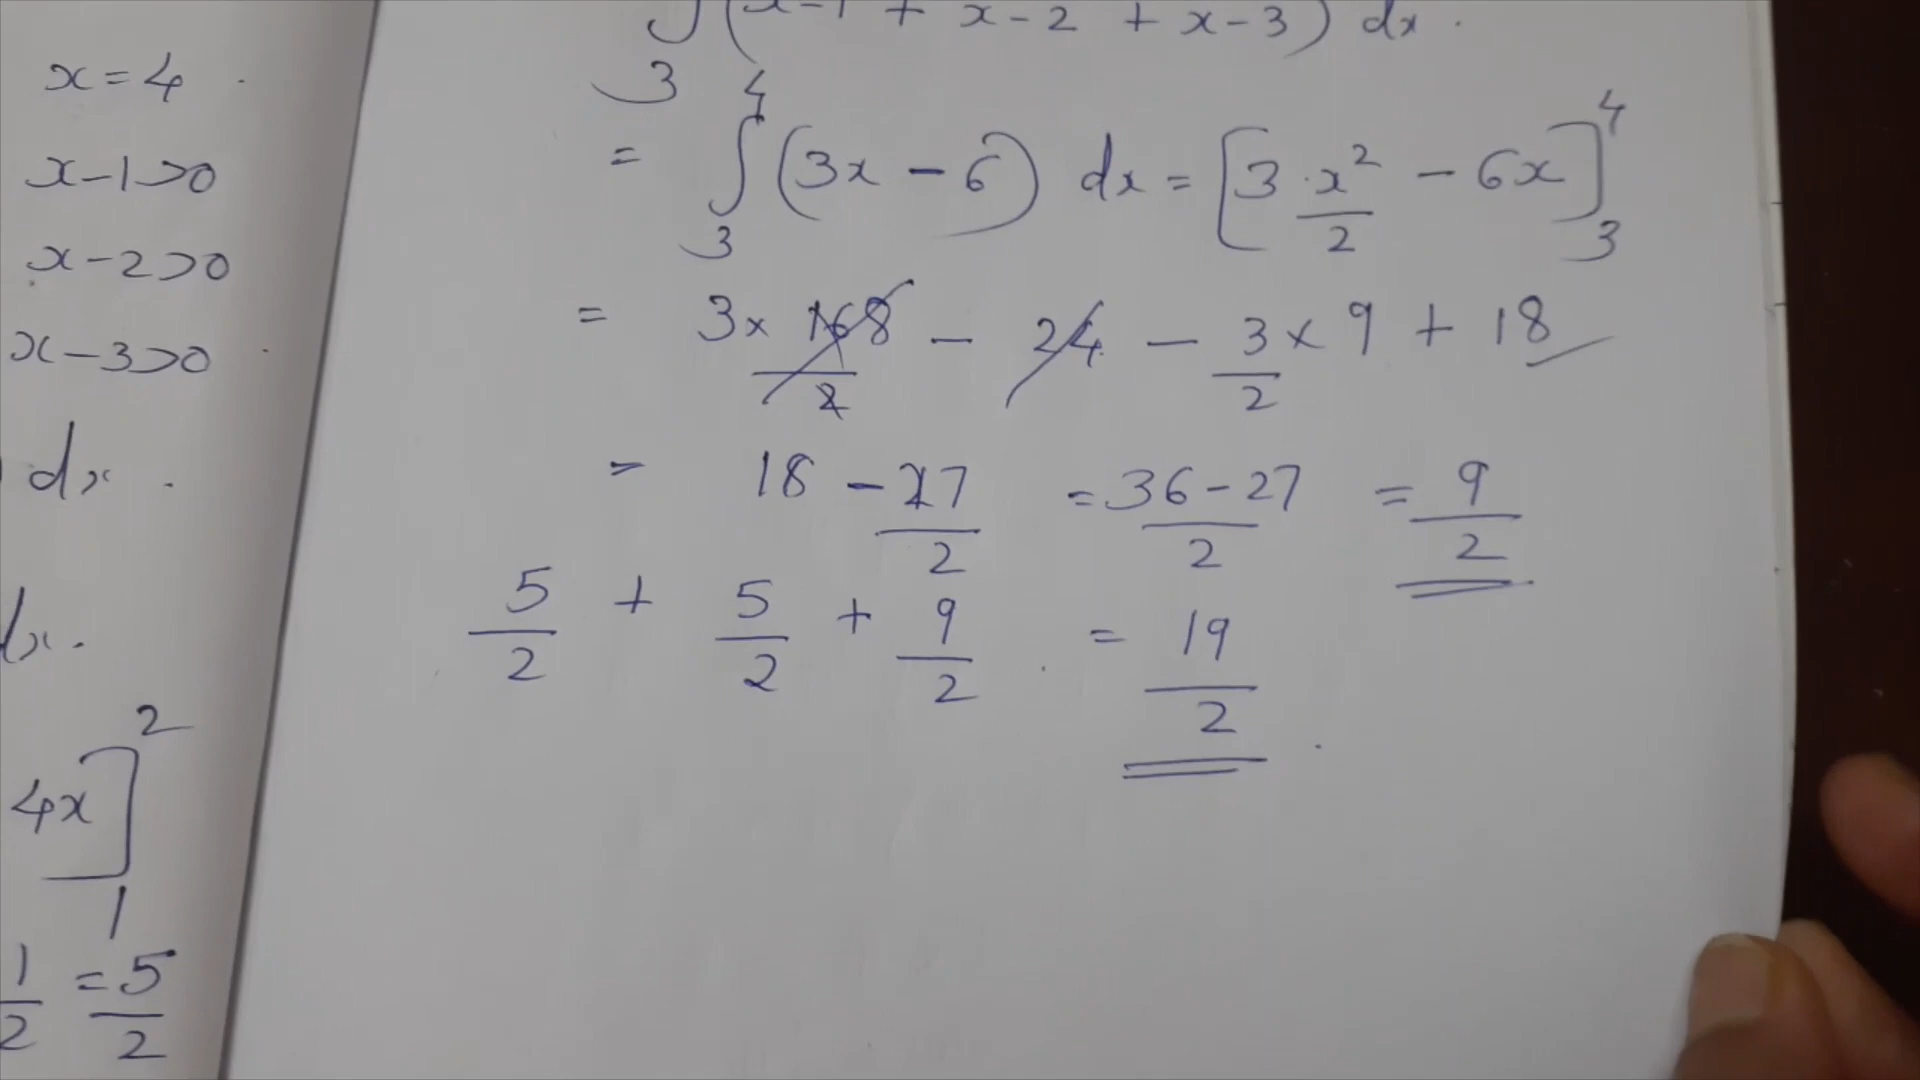 x = 4
x-1>0
x-2>0
x-3>0
dx.
dx.
4x]²₁
1/2 = 5/2
∫₃ (x-1 + x-2 + x-3) dx.
= ∫₃⁴ (3x - 6) dx = [3·x²/2 - 6x]₃⁴
= 3 x 16 8/2 - 24 - 3/2 x 9 + 18
= 18 - 27/2 = 36-27/2 = 9/2
5/2 + 5/2 + 9/2 = 19/2